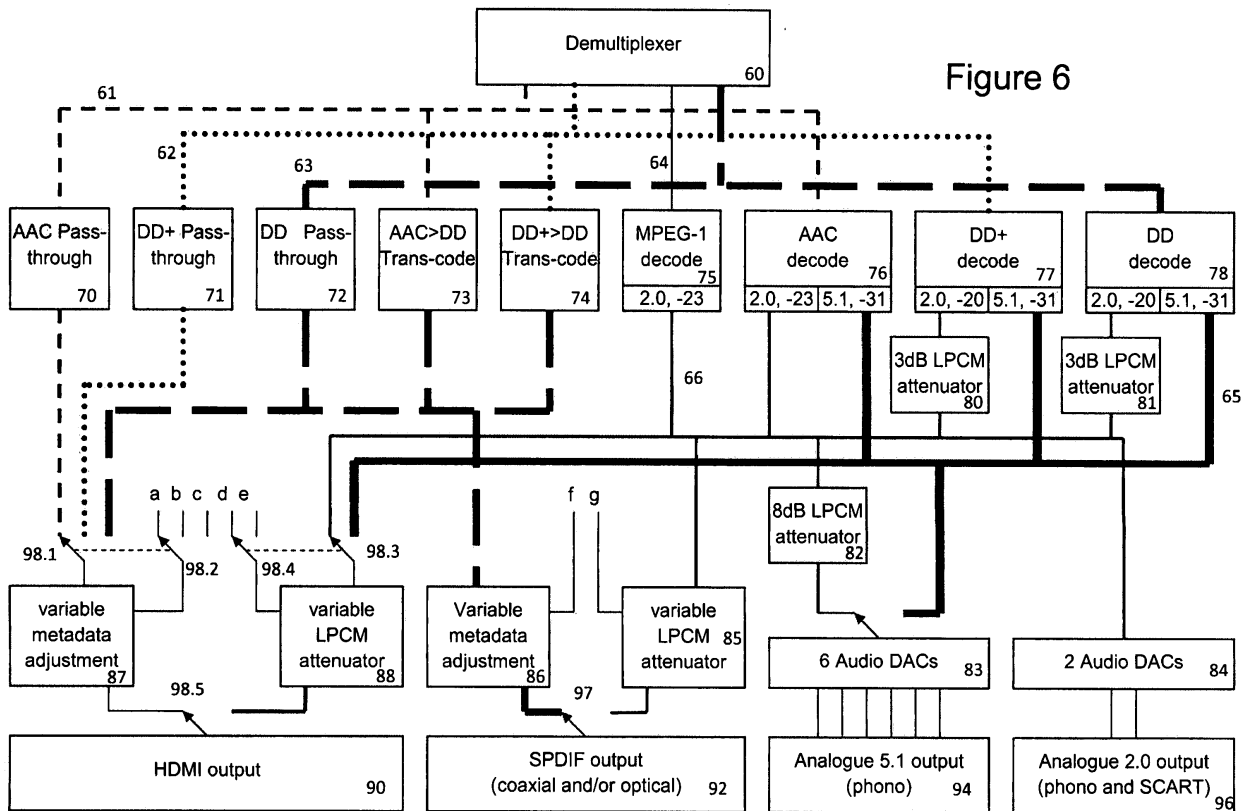 Demultiplexer
60
Figure 6
61
62
63
64
AAC Pass-
through
70
DD+ Pass-
through
71
DD Pass-
through
72
AAC>DD
Trans-code
73
DD+>DD
Trans-code
74
MPEG-1
decode
75
2.0, -23
AAC
decode
76
2.0, -23
5.1, -31
DD+
decode
77
2.0, -20
5.1, -31
DD
decode
78
2.0, -20
5.1, -31
66
3dB LPCM
attenuator
80
3dB LPCM
attenuator
81
65
a b c d e
f g
98.1
98.2
98.4
98.3
8dB LPCM
attenuator
82
variable
metadata
adjustment
87
variable
LPCM
attenuator
88
Variable
metadata
adjustment
86
variable
LPCM
attenuator
85
98.5
97
6 Audio DACs
83
2 Audio DACs
84
HDMI output
90
SPDIF output
(coaxial and/or optical)
92
Analogue 5.1 output
(phono)
94
Analogue 2.0 output
(phono and SCART)
96